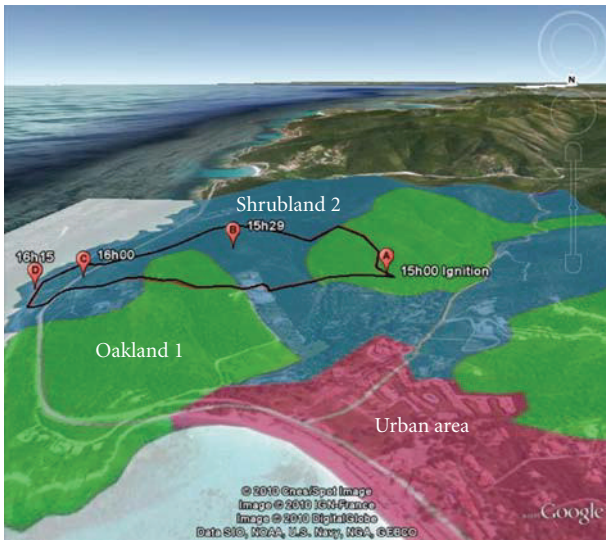 N
Shrubland 2
B
15h29
16h15
C
16h00
D
A
15h00 Ignition
Oakland 1
Urban area
© 2010 Cnes/Spot Image
Image © 2010 IGN-France
Image © 2010 DigitalGlobe
Data SIO, NOAA, U.S. Navy, NGA, GEBCO
Google